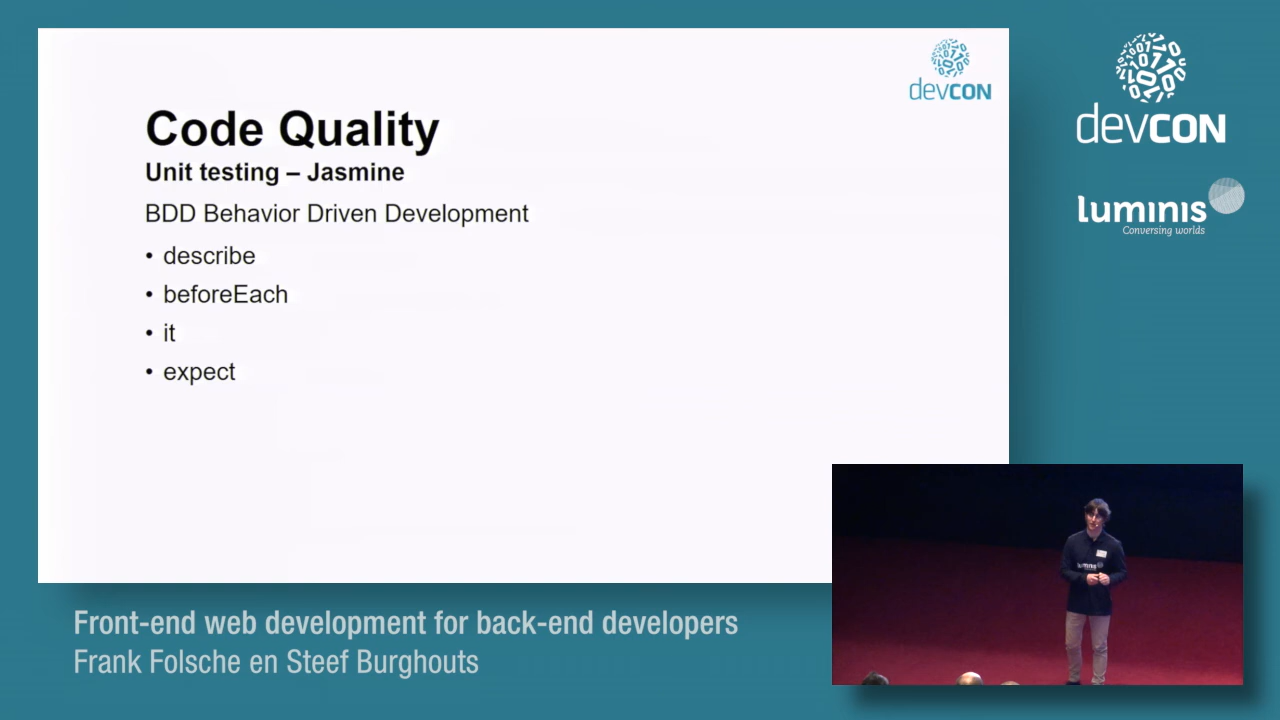 Code Quality
Unit testing – Jasmine
BDD Behavior Driven Development
• describe
• beforeEach
• it
• expect
devcon
devcon
luminis
Conversing worlds
luminis
Front-end web development for back-end developers
Frank Folsche en Steef Burghouts